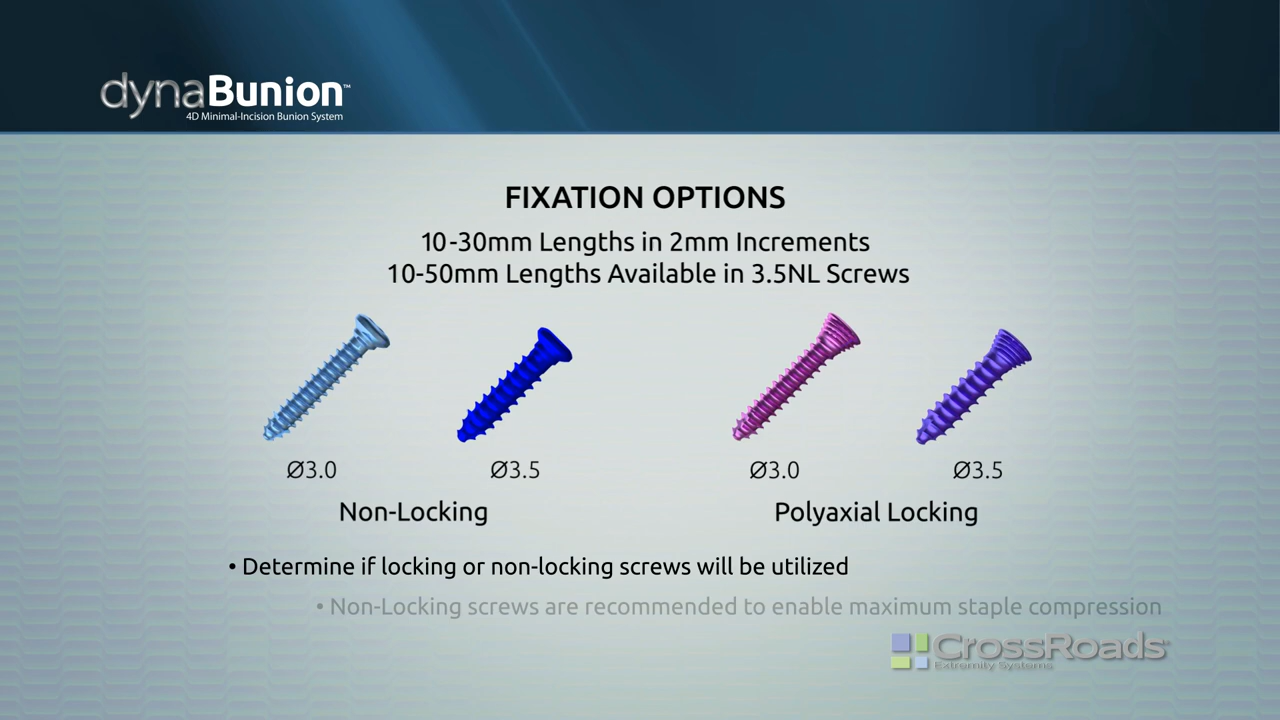 dynaBunion™
4D Minimal-Incision Bunion System
FIXATION OPTIONS
10-30mm Lengths in 2mm Increments
10-50mm Lengths Available in 3.5NL Screws
Ø3.0
Ø3.5
Ø3.0
Ø3.5
Non-Locking
Polyaxial Locking
• Determine if locking or non-locking screws will be utilized
• Non-Locking screws are recommended to enable maximum staple compression
CrossRoads
Extremity Systems